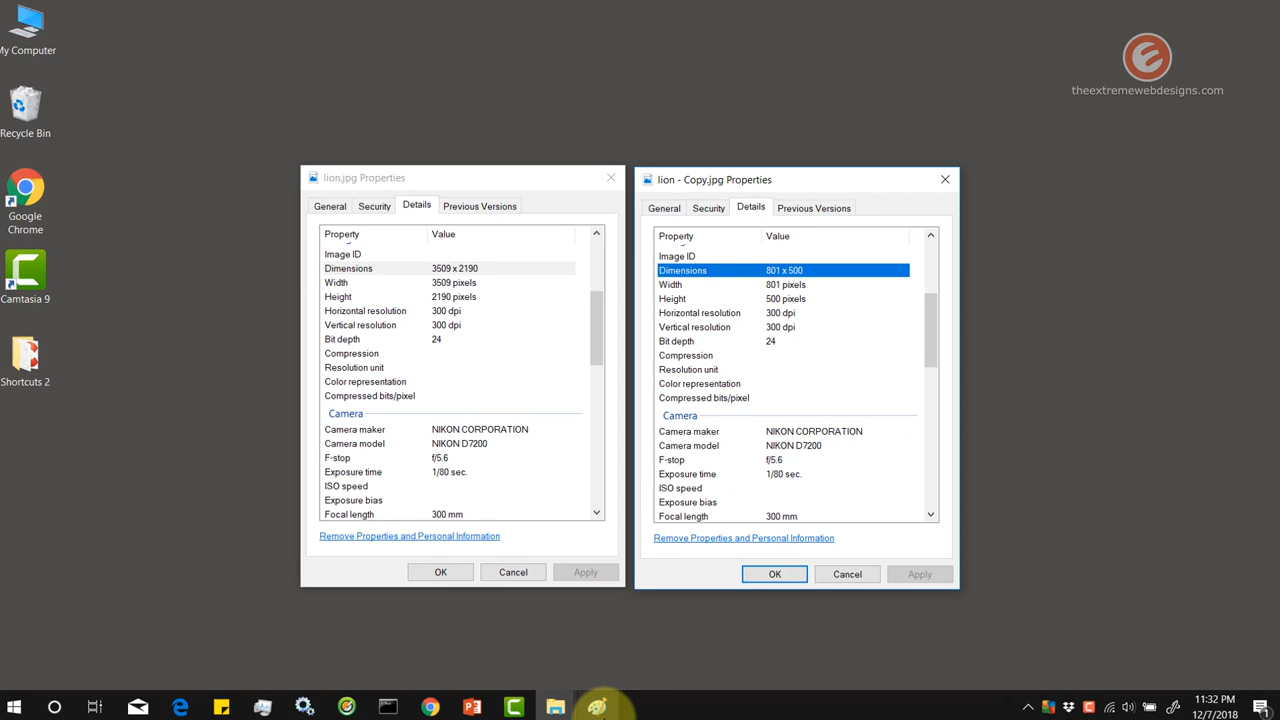 My Computer
Recycle Bin
Google
Chrome
Camtasia 9
Shortcuts 2
theextremewebdesigns.com
lion.jpg Properties
General Security Details Previous Versions
Property Value
Image ID
Dimensions 3509 x 2190
Width 3509 pixels
Height 2190 pixels
Horizontal resolution 300 dpi
Vertical resolution 300 dpi
Bit depth 24
Compression
Resolution unit
Color representation
Compressed bits/pixel
Camera
Camera maker NIKON CORPORATION
Camera model NIKON D7200
F-stop f/5.6
Exposure time 1/80 sec.
ISO speed
Exposure bias
Focal length 300 mm
Remove Properties and Personal Information
OK Cancel Apply
lion - Copy.jpg Properties
General Security Details Previous Versions
Property Value
Image ID
Dimensions 801 x 500
Width 801 pixels
Height 500 pixels
Horizontal resolution 300 dpi
Vertical resolution 300 dpi
Bit depth 24
Compression
Resolution unit
Color representation
Compressed bits/pixel
Camera
Camera maker NIKON CORPORATION
Camera model NIKON D7200
F-stop f/5.6
Exposure time 1/80 sec.
ISO speed
Exposure bias
Focal length 300 mm
Remove Properties and Personal Information
OK Cancel Apply
11:32 PM
12/7/2018